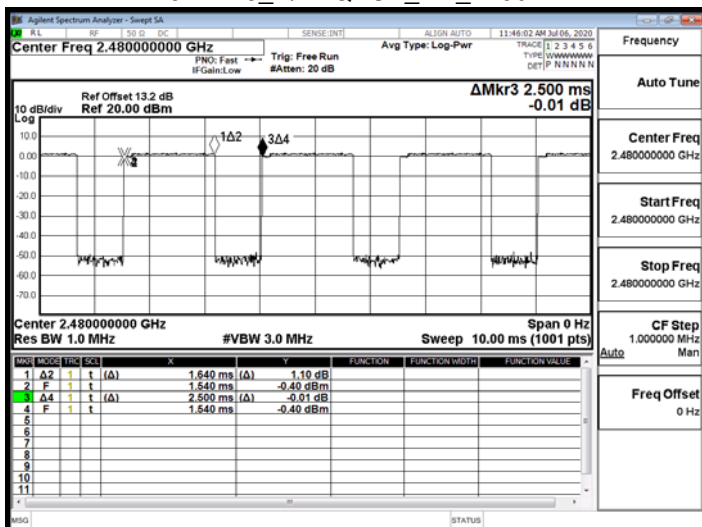 Agilent Spectrum Analyzer - Swept SA
RL RF 50 Ω DC SENSE:INT ALIGN AUTO 11:46:02 AM Jul 06, 2020
Center Freq 2.480000000 GHz
PNO: Fast Trig: Free Run
IFGain:Low #Atten: 20 dB
Avg Type: Log-Pwr
TRACE 1 2 3 4 5 6
TYPE WWWWWW
DET P N N N N N
Ref Offset 13.2 dB
10 dB/div Ref 20.00 dBm
ΔMkr3 2.500 ms
-0.01 dB
Log
10.0
0.00
-10.0
-20.0
-30.0
-40.0
-50.0
-60.0
-70.0
1Δ2
3Δ4
Center 2.480000000 GHz Span 0 Hz
Res BW 1.0 MHz #VBW 3.0 MHz Sweep 10.00 ms (1001 pts)
MKR MODE TRC SCL X Y FUNCTION FUNCTION WIDTH FUNCTION VALUE
1 Δ2 1 t (Δ) 1.640 ms (Δ) 1.10 dB
2 F 1 t 1.540 ms -0.40 dBm
3 Δ4 1 t (Δ) 2.500 ms (Δ) -0.01 dB
4 F 1 t 1.540 ms -0.40 dBm
5
6
7
8
9
10
11
MSG STATUS
Frequency
Auto Tune
Center Freq
2.480000000 GHz
Start Freq
2.480000000 GHz
Stop Freq
2.480000000 GHz
CF Step
1.000000 MHz
Auto Man
Freq Offset
0 Hz